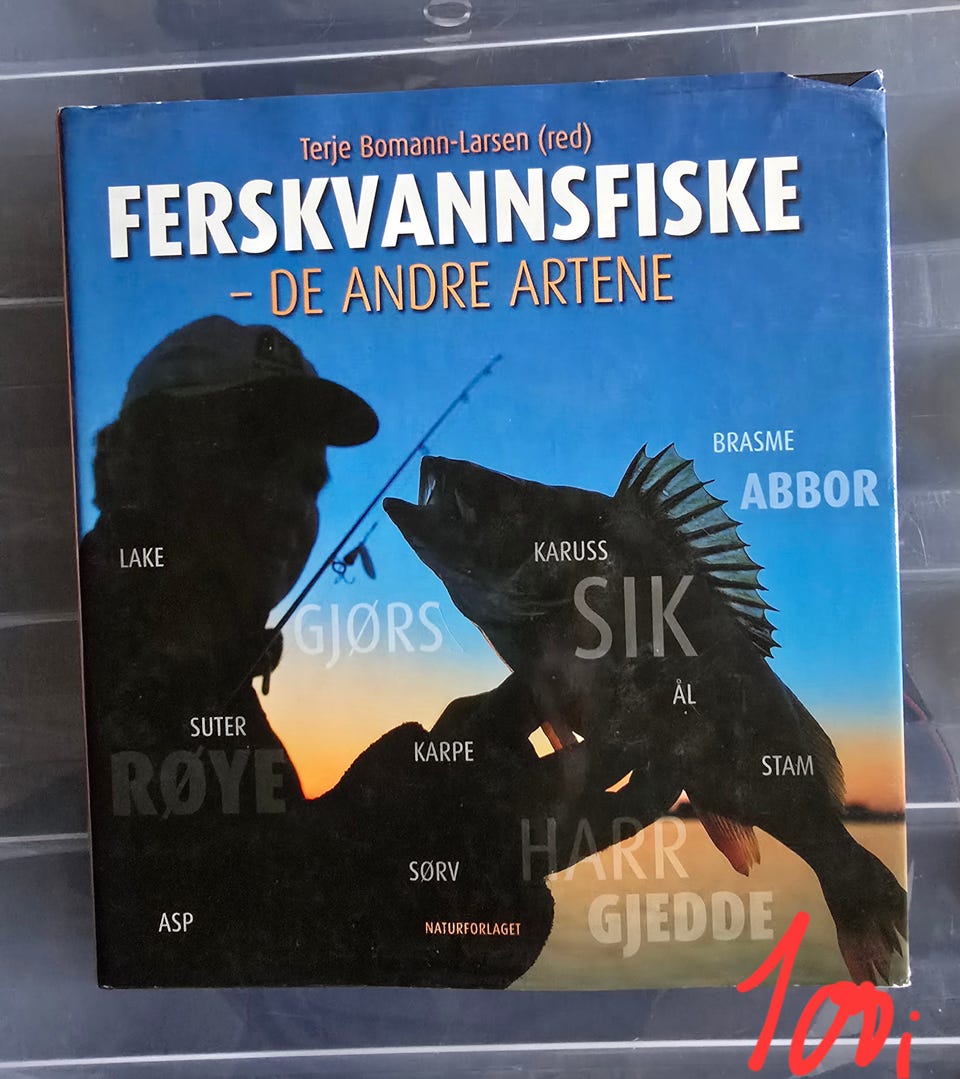 Terje Bomann-Larsen (red)
FERSKVANNSFISKE
– DE ANDRE ARTENE
BRASME
ABBOR
LAKE
KARUSS
SIK
GJØRS
ÅL
SUTER
KARPE
STAM
RØYE
HARR
SØRV
GJEDDE
ASP
NATURFORLAGET
100;